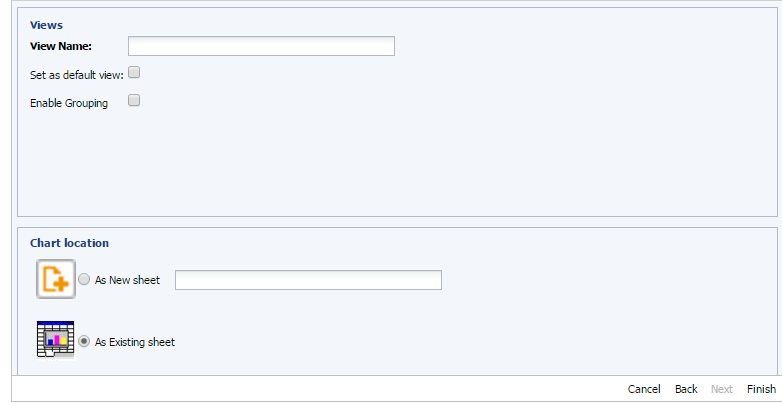 Views
View Name:
Set as default view:
Enable Grouping
Chart location
As New sheet
As Existing sheet
Cancel Back Next Finish